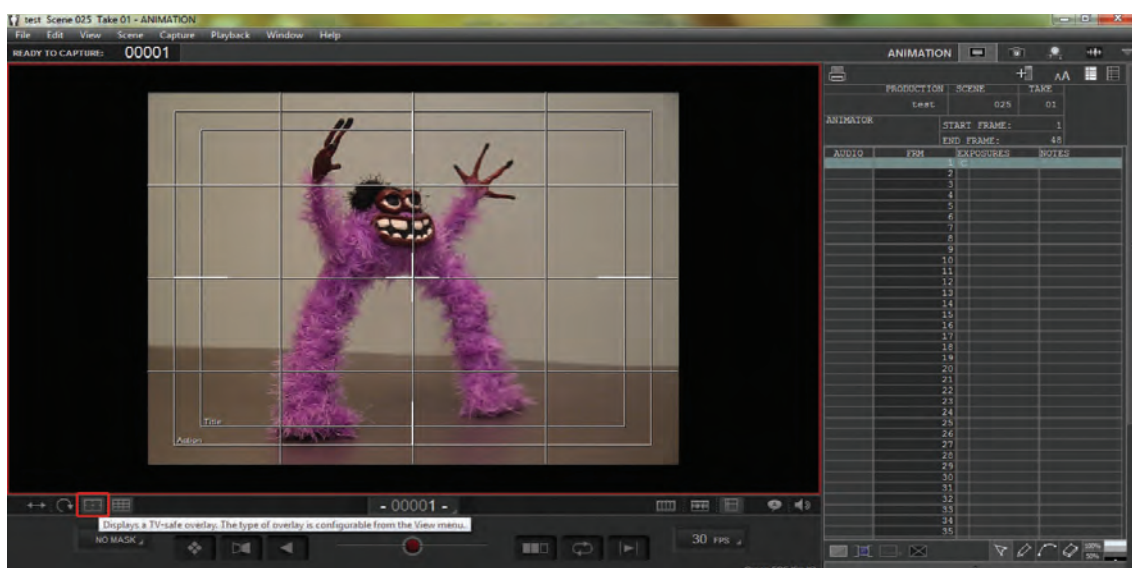 test Scene 025 Take 01 - ANIMATION
File Edit View Scene Capture Playback Window Help
READY TO CAPTURE: 00001
ANIMATION
AA
PRODUCTION SCENE TAKE
test 025 01
ANIMATOR
START FRAME: 1
END FRAME: 48
AUDIO FRM EXPOSURES NOTES
1 C
2
3
4
5
6
7
8
9
10
11
12
13
14
15
16
17
18
19
20
21
22
23
24
25
26
27
28
29
30
31
32
33
34
35
Title
Action
- 00001 -
Displays a TV-safe overlay. The type of overlay is configurable from the View menu.
NO MASK
30 FPS
100%
50%